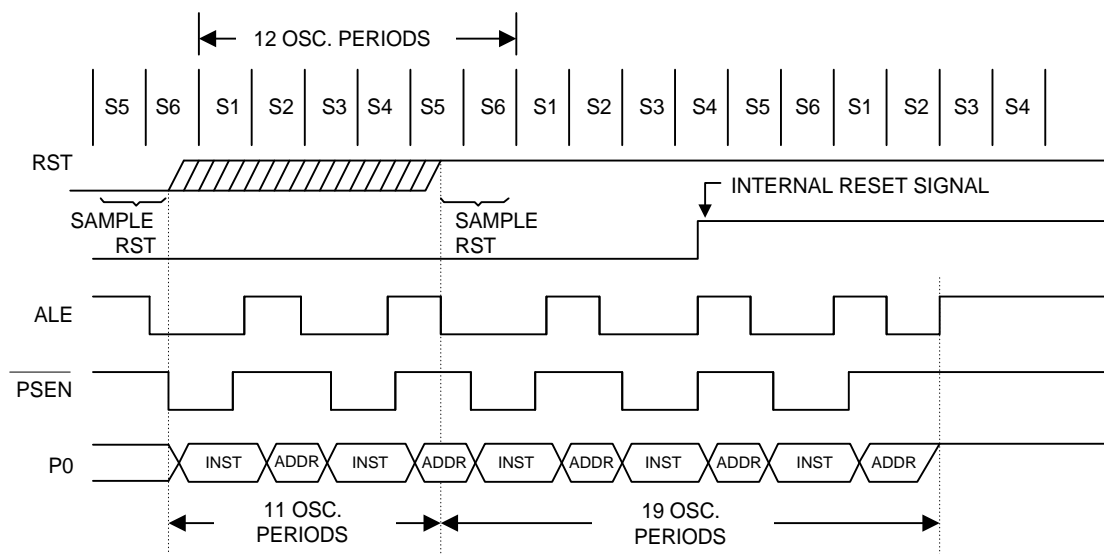 12 OSC. PERIODS
S5 S6 S1 S2 S3 S4 S5 S6 S1 S2 S3 S4 S5 S6 S1 S2 S3 S4
RST
INTERNAL RESET SIGNAL
SAMPLE RST
SAMPLE RST
ALE
PSEN
P0 INST ADDR INST ADDR INST ADDR INST ADDR INST ADDR
11 OSC. PERIODS
19 OSC. PERIODS